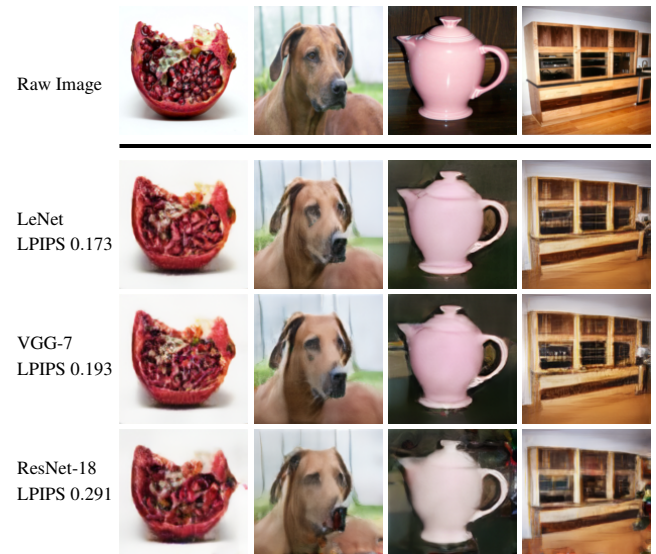 Raw Image
LeNet
LPIPS 0.173
VGG-7
LPIPS 0.193
ResNet-18
LPIPS 0.291